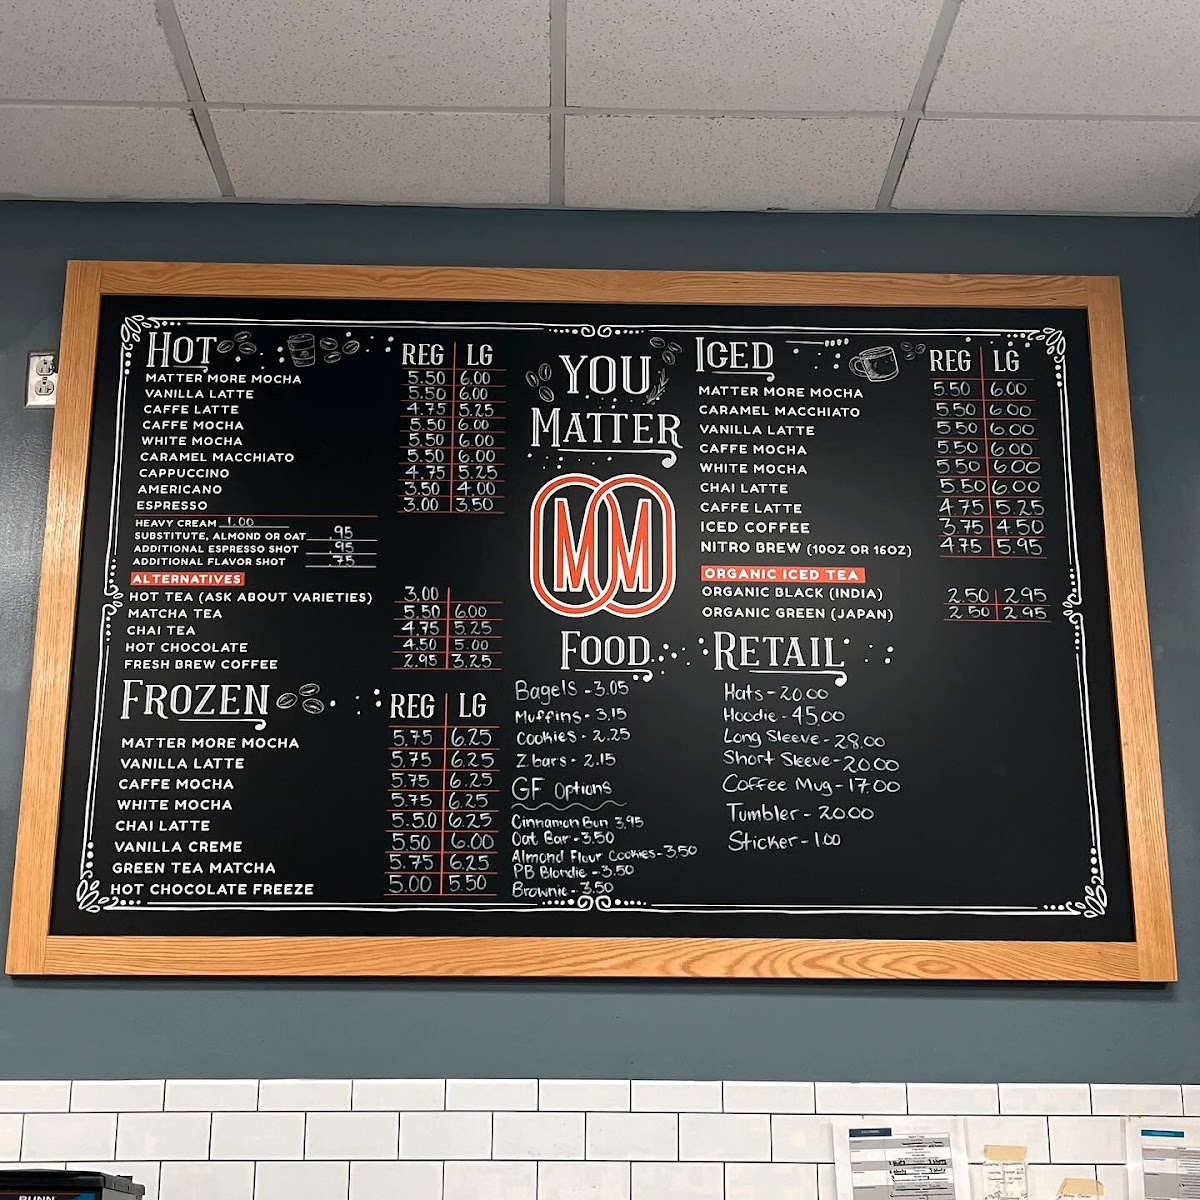 HOT REG LG
MATTER MORE MOCHA 5.50 6.00
VANILLA LATTE 5.50 6.00
CAFFE LATTE 4.75 5.25
CAFFE MOCHA 5.50 6.00
WHITE MOCHA 5.50 6.00
CARAMEL MACCHIATO 5.50 6.00
CAPPUCCINO 4.75 5.25
AMERICANO 3.50 4.00
ESPRESSO 3.00 3.50
HEAVY CREAM 1.00
SUBSTITUTE, ALMOND OR OAT .95
ADDITIONAL ESPRESSO SHOT .95
ADDITIONAL FLAVOR SHOT .75
ALTERNATIVES
HOT TEA (ASK ABOUT VARIETIES) 3.00
MATCHA TEA 5.50 6.00
CHAI TEA 4.75 5.25
HOT CHOCOLATE 4.50 5.00
FRESH BREW COFFEE 2.95 3.25
FROZEN REG LG
MATTER MORE MOCHA 5.75 6.25
VANILLA LATTE 5.75 6.25
CAFFE MOCHA 5.75 6.25
WHITE MOCHA 5.75 6.25
CHAI LATTE 5.50 6.25
VANILLA CREME 5.50 6.00
GREEN TEA MATCHA 5.75 6.25
HOT CHOCOLATE FREEZE 5.00 5.50
YOU
MATTER
MM
FOOD
Bagels - 3.05
Muffins - 3.15
Cookies - 2.25
Zbars - 2.15
GF Options
Cinnamon Bun 3.95
Oat Bar - 3.50
Almond Flour Cookies - 3.50
PB Blondie - 3.50
Brownie - 3.50
ICED REG LG
MATTER MORE MOCHA 5.50 6.00
CARAMEL MACCHIATO 5.50 6.00
VANILLA LATTE 5.50 6.00
CAFFE MOCHA 5.50 6.00
WHITE MOCHA 5.50 6.00
CHAI LATTE 5.50 6.00
CAFFE LATTE 4.75 5.25
ICED COFFEE 3.75 4.50
NITRO BREW (10OZ OR 16OZ) 4.75 5.95
ORGANIC ICED TEA
ORGANIC BLACK (INDIA) 2.50 2.95
ORGANIC GREEN (JAPAN) 2.50 2.95
RETAIL
Hats - 20.00
Hoodie - 45.00
Long Sleeve - 28.00
Short Sleeve - 20.00
Coffee Mug - 17.00
Tumbler - 20.00
Sticker - 1.00
BUNN